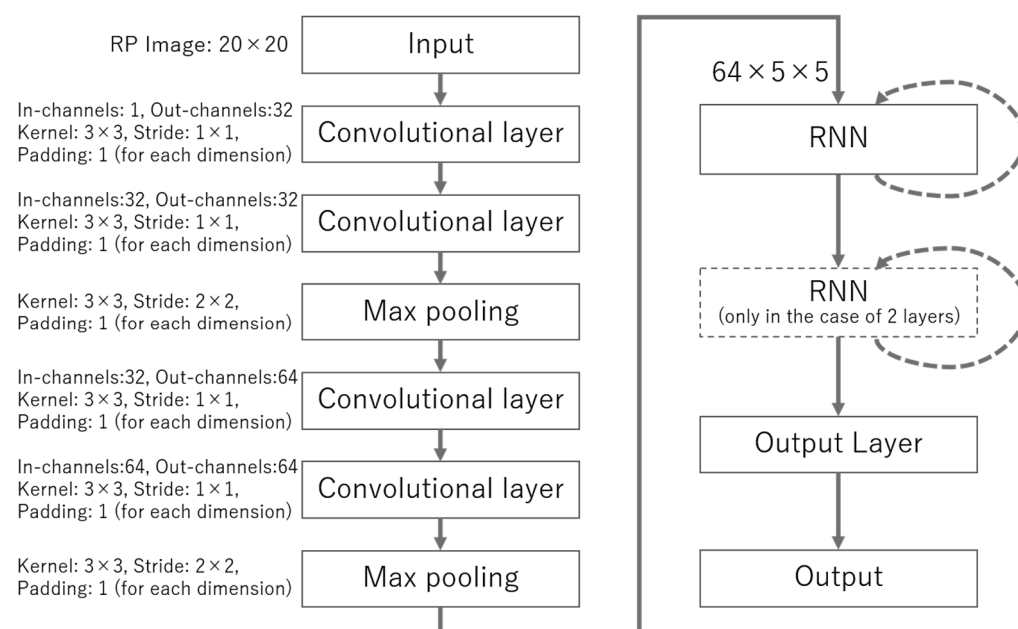 RP Image: 20×20
Input
In-channels: 1, Out-channels:32
Kernel: 3×3, Stride: 1×1,
Padding: 1 (for each dimension)
Convolutional layer
In-channels:32, Out-channels:32
Kernel: 3×3, Stride: 1×1,
Padding: 1 (for each dimension)
Convolutional layer
Kernel: 3×3, Stride: 2×2,
Padding: 1 (for each dimension)
Max pooling
In-channels:32, Out-channels:64
Kernel: 3×3, Stride: 1×1,
Padding: 1 (for each dimension)
Convolutional layer
In-channels:64, Out-channels:64
Kernel: 3×3, Stride: 1×1,
Padding: 1 (for each dimension)
Convolutional layer
Kernel: 3×3, Stride: 2×2,
Padding: 1 (for each dimension)
Max pooling
64×5×5
RNN
RNN
(only in the case of 2 layers)
Output Layer
Output